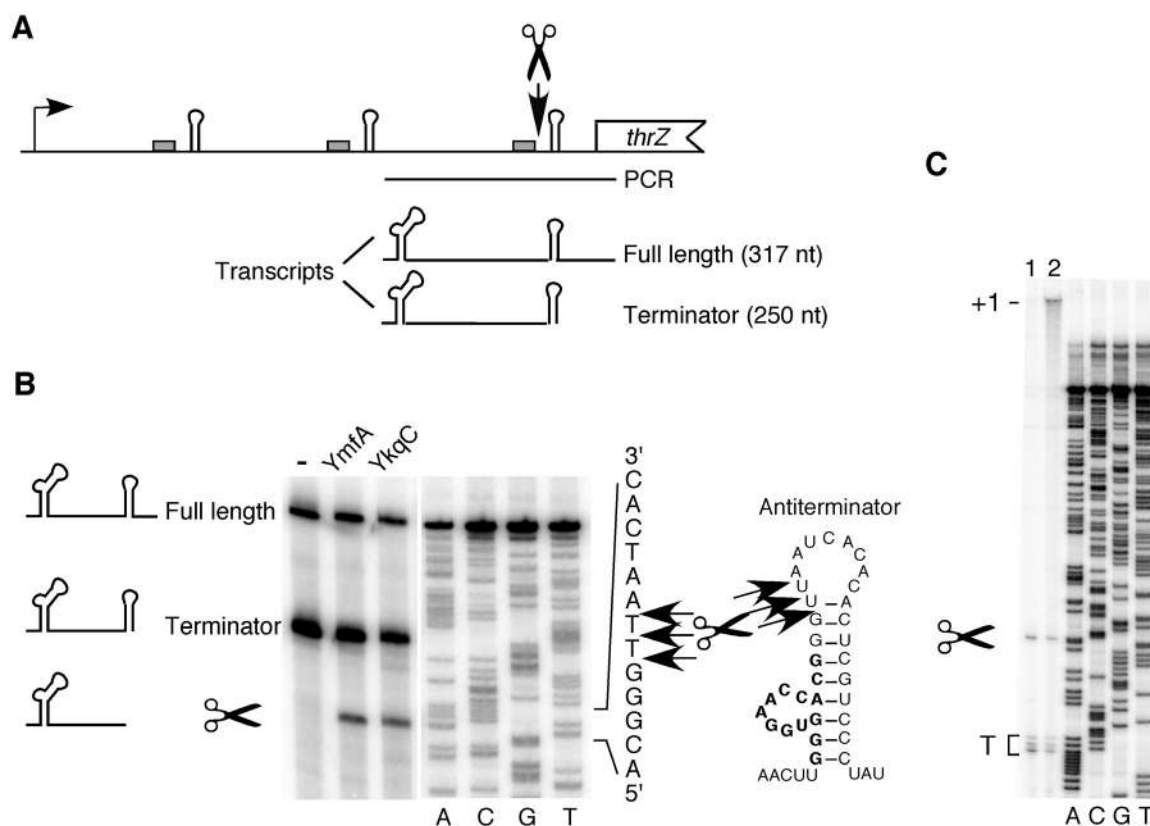 A
thrZ
PCR
Transcripts
Full length (317 nt)
Terminator (250 nt)
B
- YmfA YkqC
Full length
Terminator
A C G T
3'
C
A
C
T
A
A
T
T
G
G
G
C
A
5'
Antiterminator
A A U C A C A C
U
U – A
G – C
G – U
G – C
A A C C – G
A G G U A – U
G – C
G – C
G – C
AACUU UAU
C
1 2
+1 –
T
A C G T